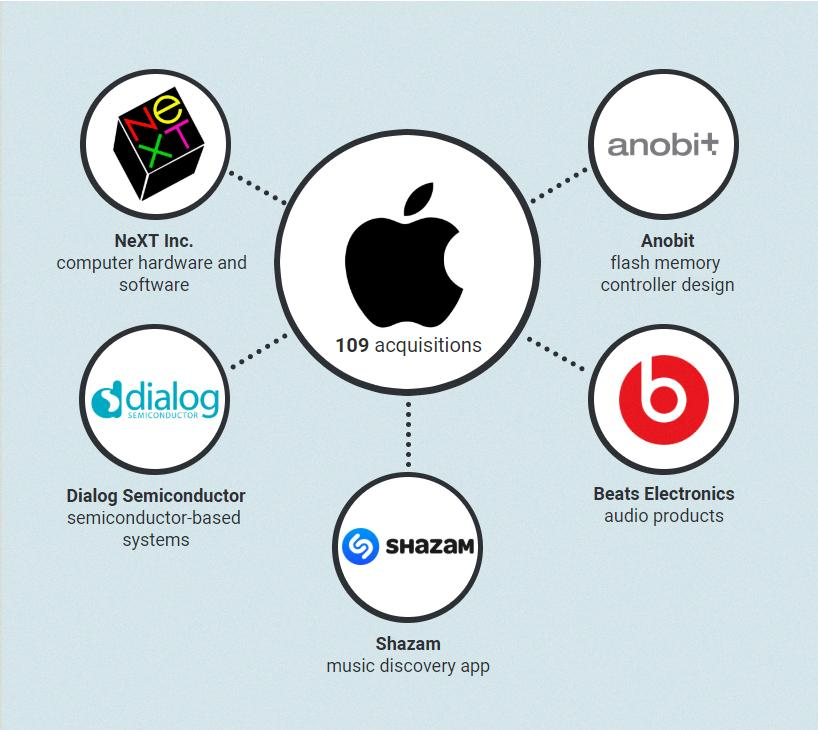 NeXT
anobit
NeXT Inc.
computer hardware and
software
Anobit
flash memory
controller design
109 acquisitions
dialog
SEMICONDUCTOR
b
Dialog Semiconductor
semiconductor-based
systems
Beats Electronics
audio products
SHAZAM
Shazam
music discovery app